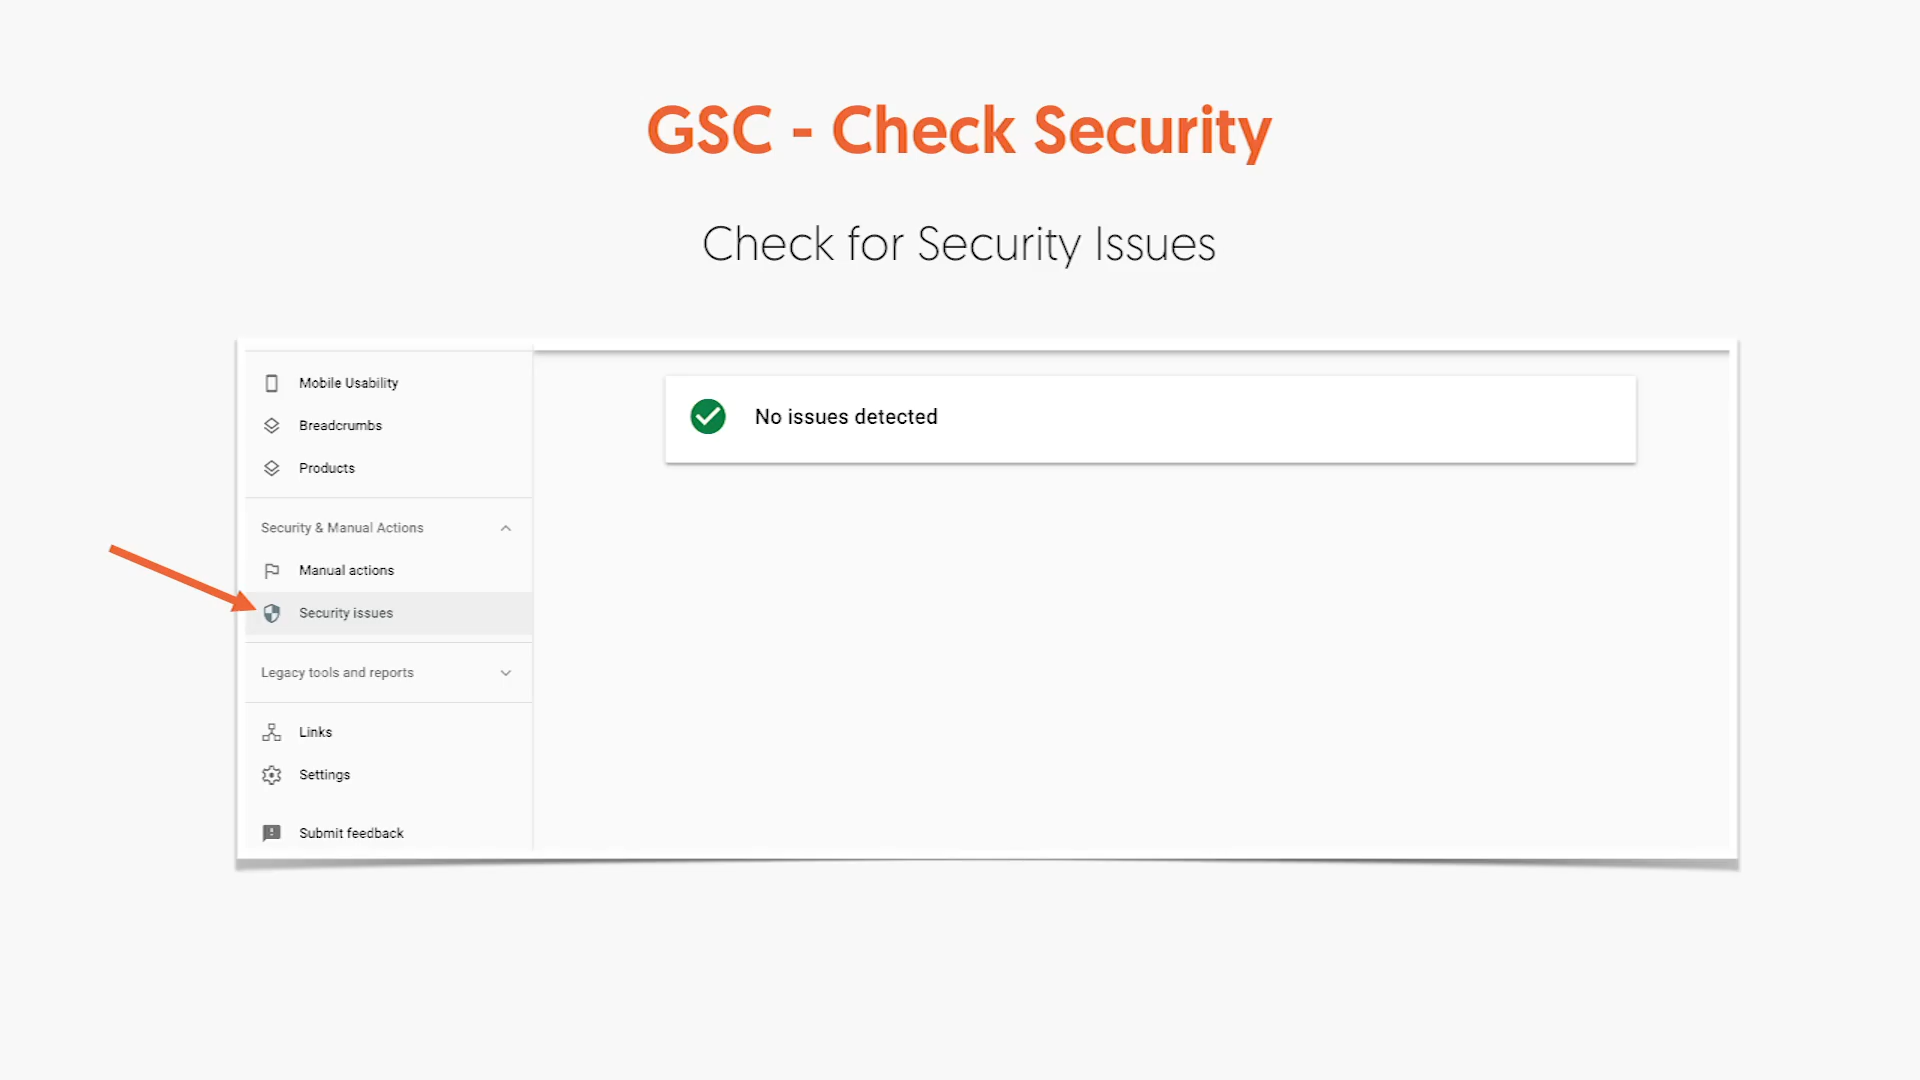 GSC - Check Security
Check for Security Issues
Mobile Usability
Breadcrumbs
Products
Security & Manual Actions
Manual actions
Security issues
Legacy tools and reports
Links
Settings
Submit feedback
No issues detected